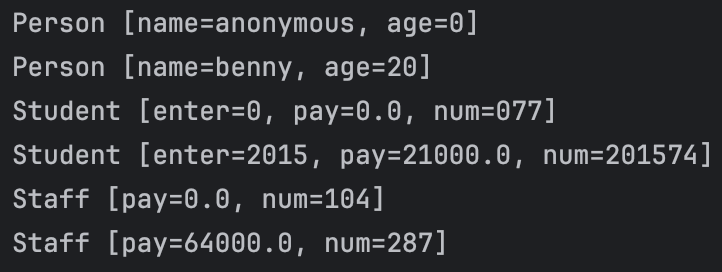 Person [name=anonymous, age=0]
Person [name=benny, age=20]
Student [enter=0, pay=0.0, num=077]
Student [enter=2015, pay=21000.0, num=201574]
Staff [pay=0.0, num=104]
Staff [pay=64000.0, num=287]